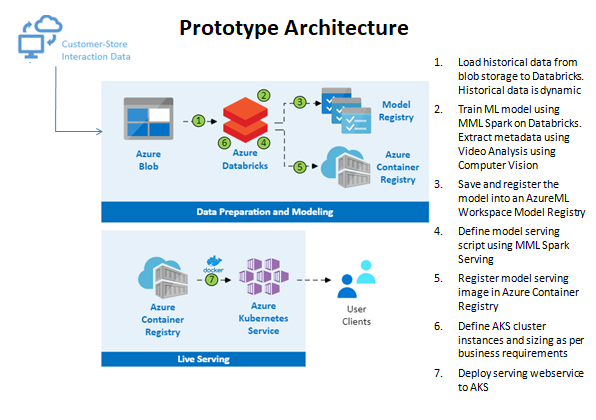 Prototype Architecture
Customer-Store
Interaction Data
1
2
3
4
5
6
Azure
Blob
Azure
Databricks
Model
Registry
Azure
Container
Registry
Data Preparation and Modeling
docker
7
Azure
Container
Registry
Azure
Kubernetes
Service
User
Clients
Live Serving
1. Load historical data from
blob storage to Databricks.
Historical data is dynamic
2. Train ML model using
MML Spark on Databricks.
Extract metadata using
Video Analysis using
Computer Vision
3. Save and register the
model into an AzureML
Workspace Model Registry
4. Define model serving
script using MML Spark
Serving
5. Register model serving
image in Azure Container
Registry
6. Define AKS cluster
instances and sizing as per
business requirements
7. Deploy serving webservice
to AKS